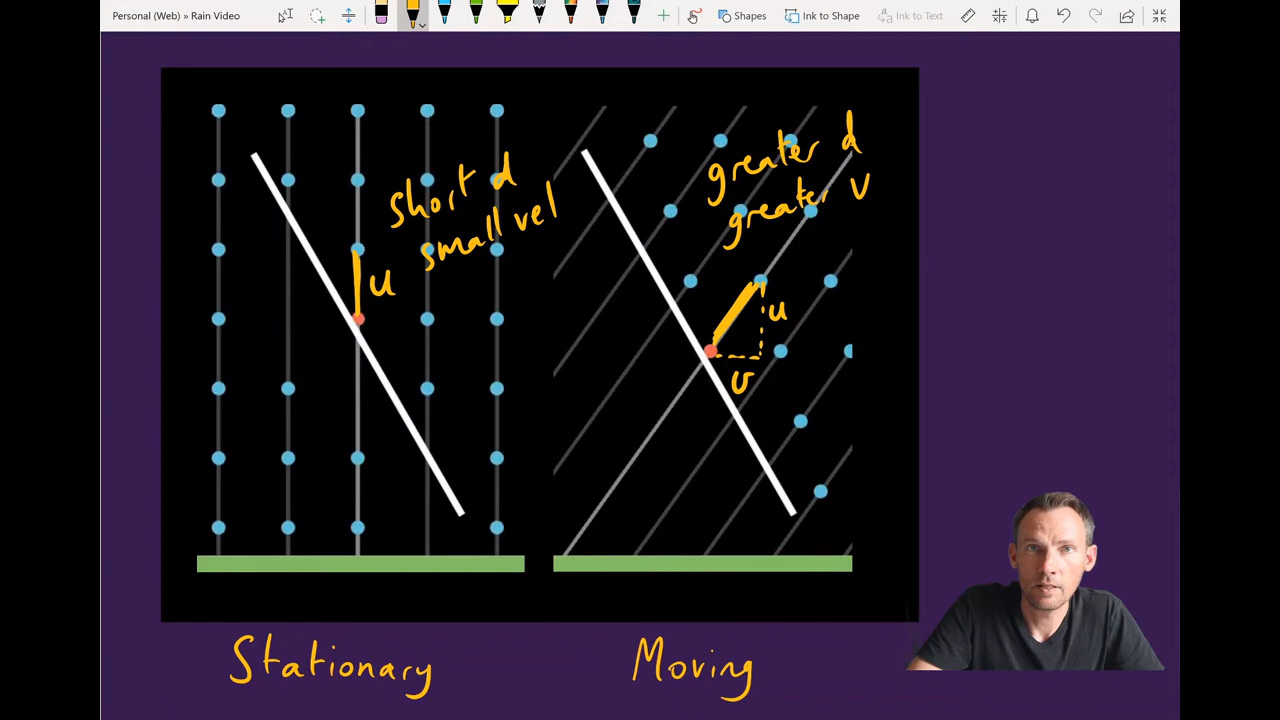 Personal (Web) » Rain Video
Shapes
Ink to Shape
Ink to Text
short d
small vel
u
greater d
greater v
u
v
Stationary
Moving